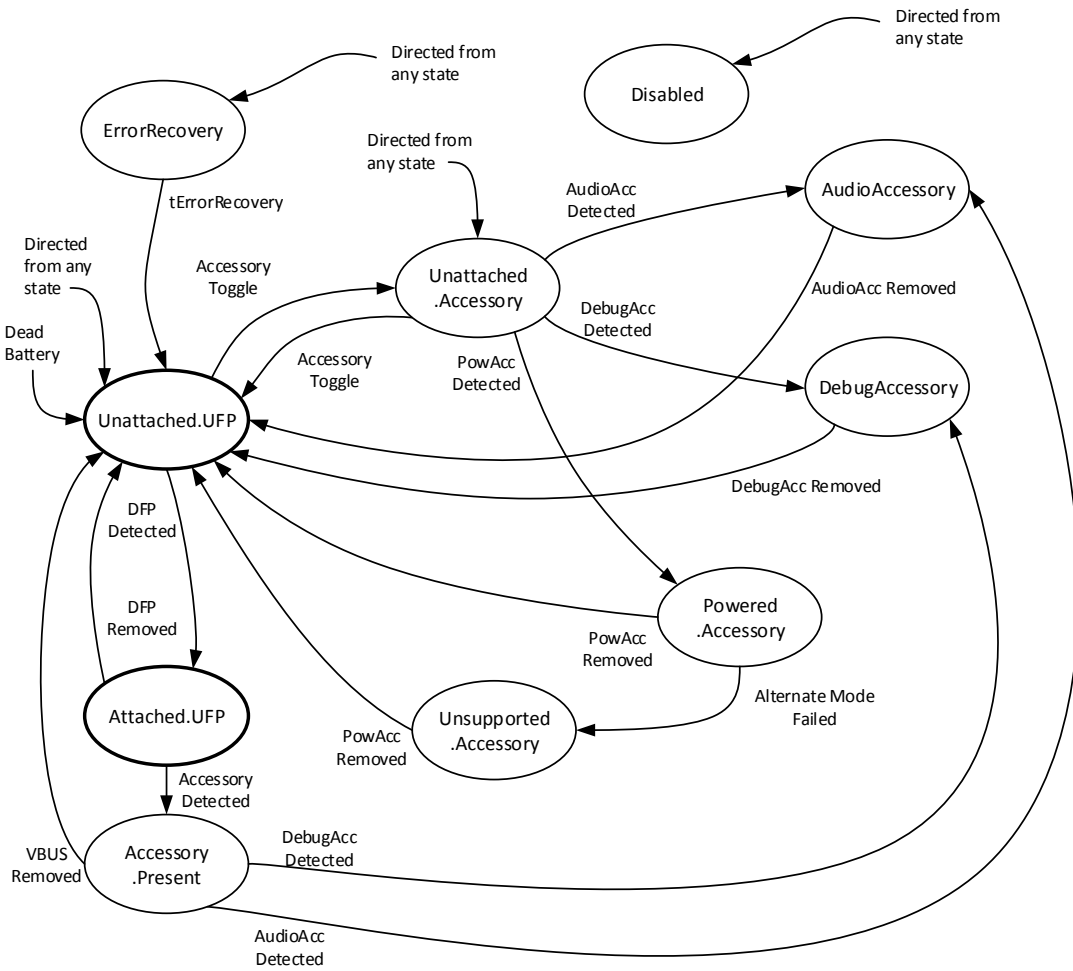 Directed from
any state
Directed from
any state
ErrorRecovery
Disabled
Directed from
any state
tErrorRecovery
AudioAcc
Detected
AudioAccessory
Directed
from any
state
Accessory
Toggle
Unattached
.Accessory
AudioAcc Removed
DebugAcc
Detected
Dead
Battery
Accessory
Toggle
PowAcc
Detected
DebugAccessory
Unattached.UFP
DebugAcc Removed
DFP
Detected
DFP
Removed
Powered
.Accessory
PowAcc
Removed
Attached.UFP
Unsupported
.Accessory
Alternate Mode
Failed
PowAcc
Removed
Accessory
Detected
VBUS
Removed
Accessory
.Present
DebugAcc
Detected
AudioAcc
Detected